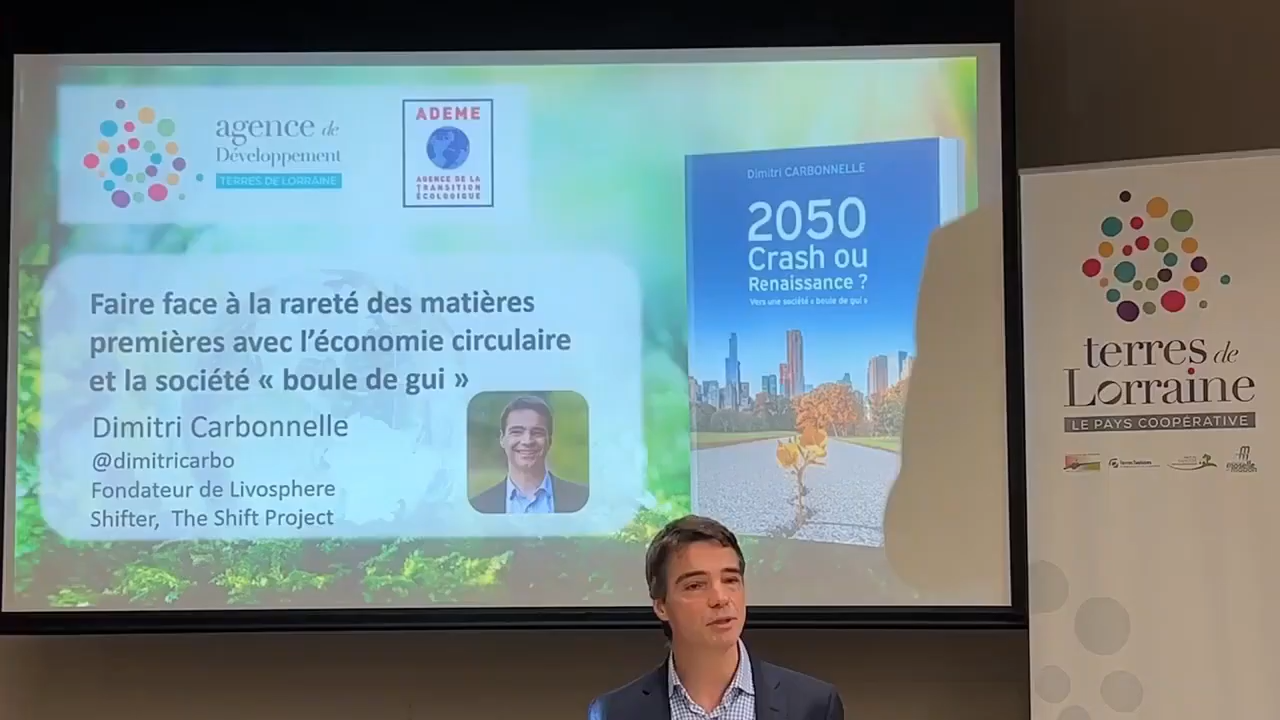 agence de
Développement
TERRES DE LORRAINE
ADEME
AGENCE DE LA
TRANSITION
ÉCOLOGIQUE
Faire face à la rareté des matières
premières avec l'économie circulaire
et la société « boule de gui »
Dimitri Carbonnelle
@dimitricarbo
Fondateur de Livosphere
Shifter, The Shift Project
Dimitri CARBONNELLE
2050
Crash ou
Renaissance ?
Vers une société « boule de gui »
terres de
Lorraine
LE PAYS COOPÉRATIVE